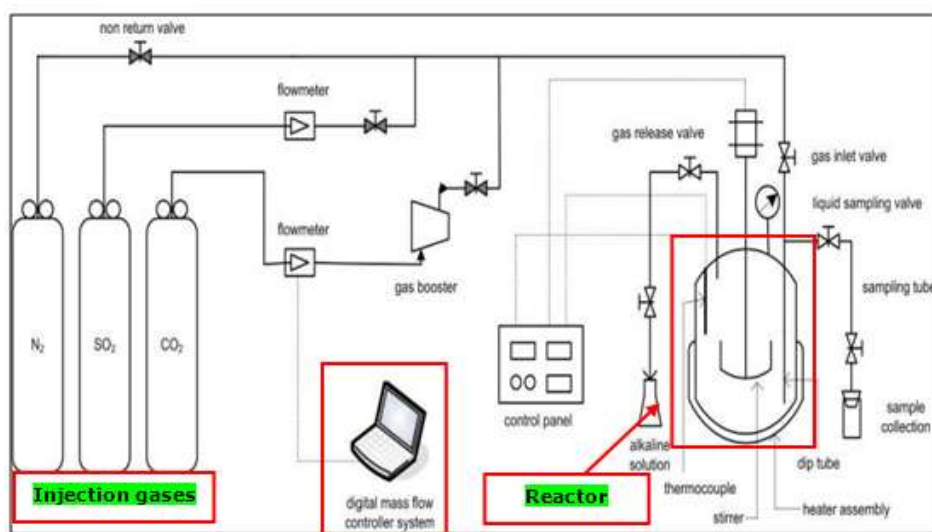 non return valve
flowmeter
gas release valve
gas inlet valve
liquid sampling valve
flowmeter
gas booster
sampling tube
N2
SO2
CO2
control panel
alkaline
solution
sample
collection
dip tube
Injection gases
digital mass flow
controller system
Reactor
thermocouple
stirrer
heater assembly